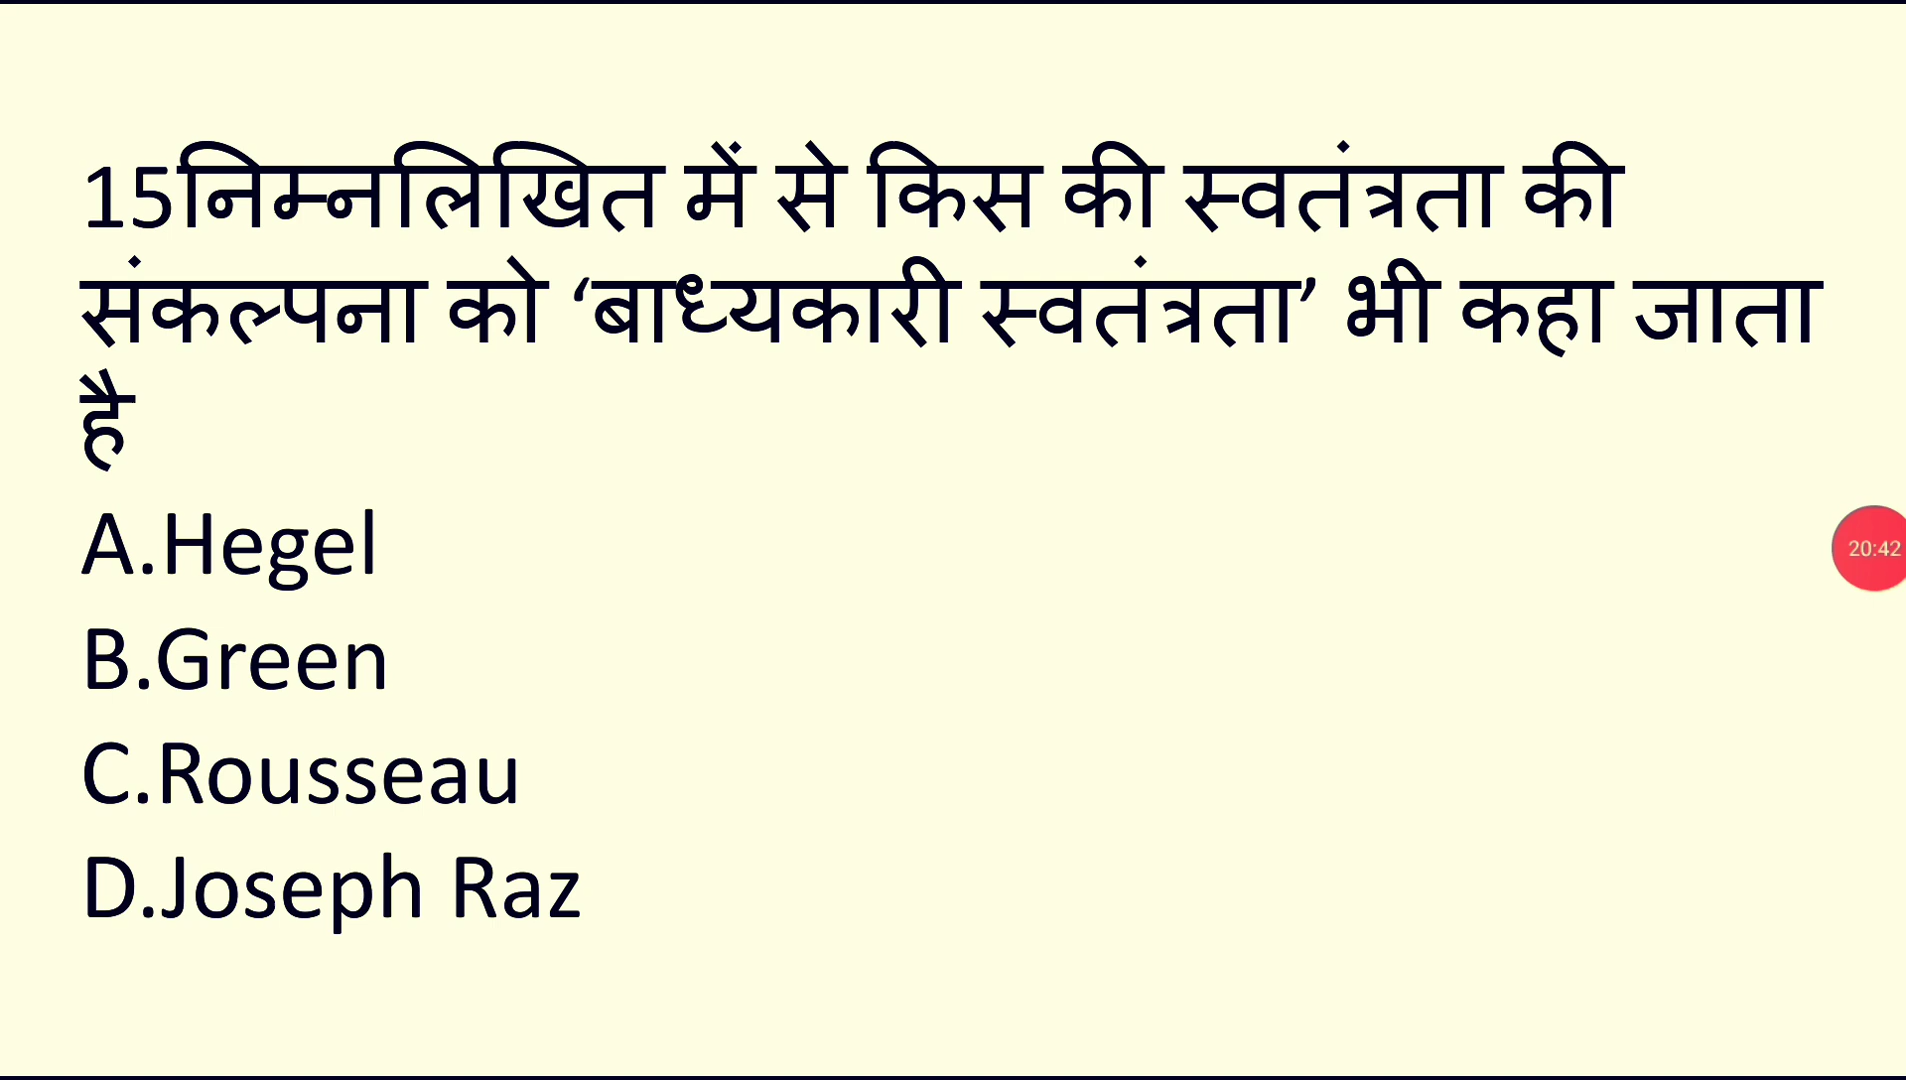 15निम्नलिखित में से किस की स्वतंत्रता की
संकल्पना को ‘बाध्यकारी स्वतंत्रता’ भी कहा जाता
है
A.Hegel
B.Green
C.Rousseau
D.Joseph Raz
20:42